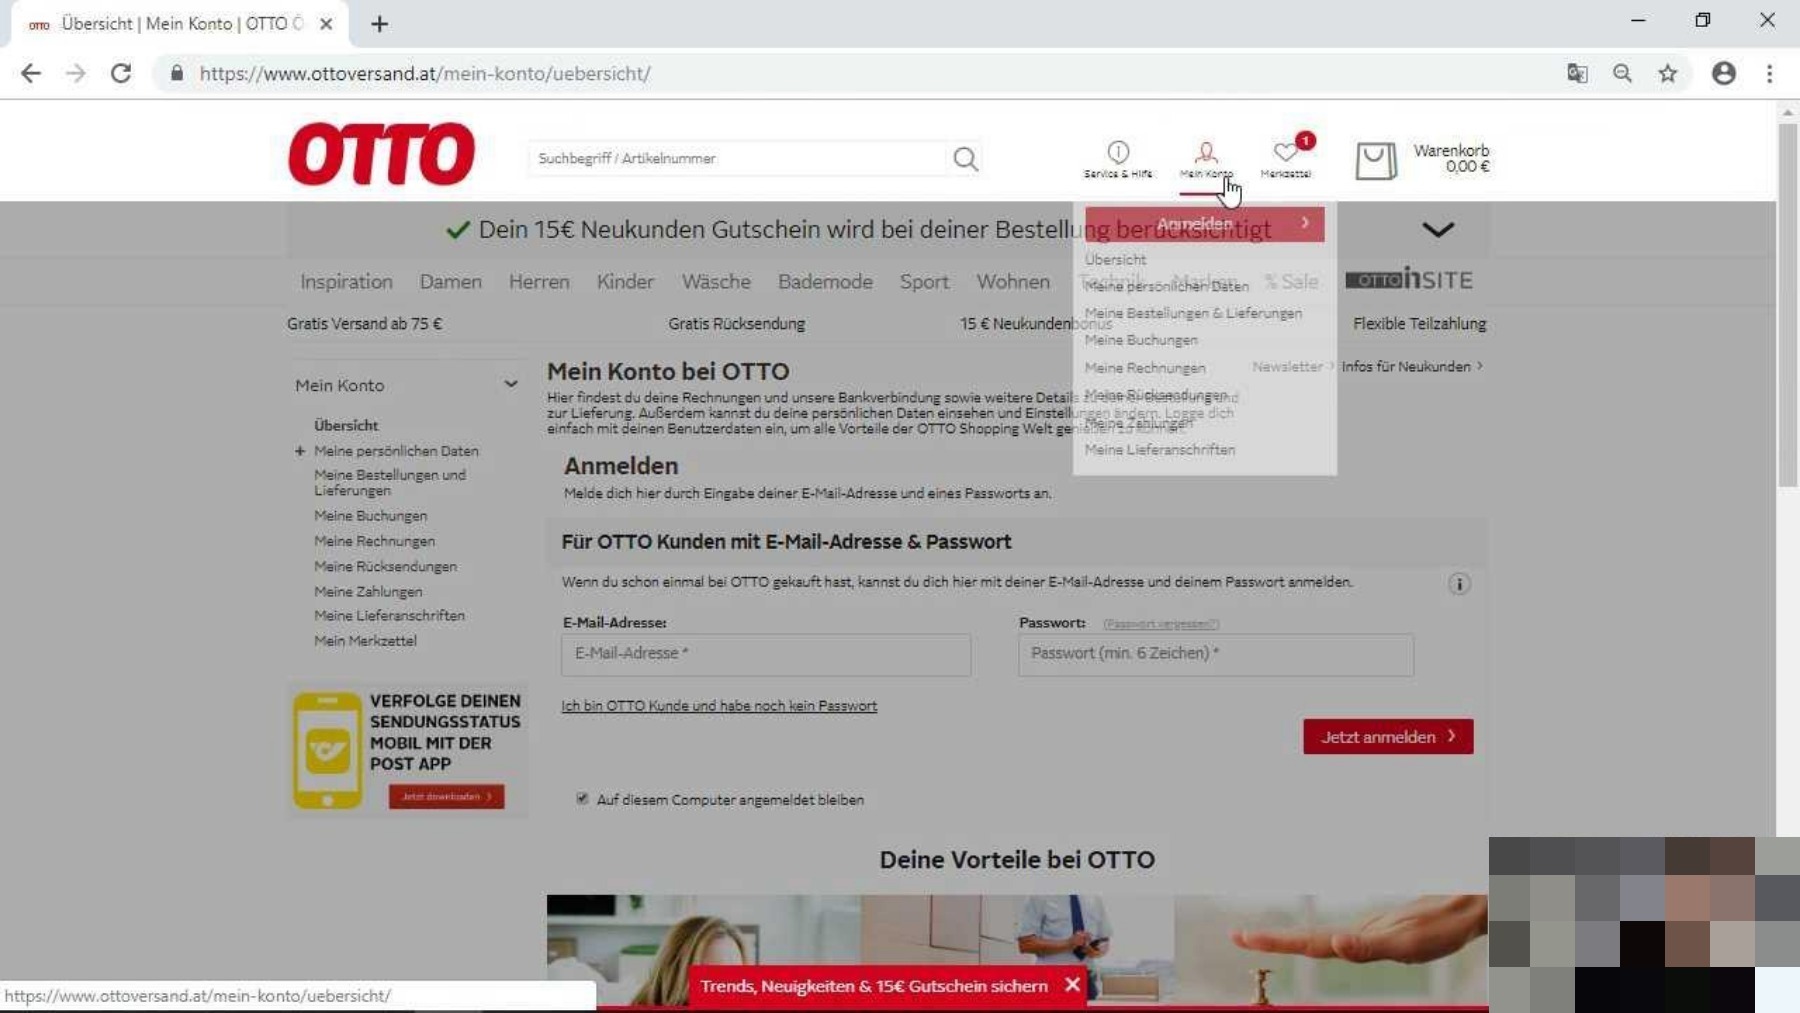 OTTO Übersicht | Mein Konto | OTTO Ö
https://www.ottoversand.at/mein-konto/uebersicht/
OTTO
Suchbegriff / Artikelnummer
Service & Hilfe
Mein Konto
1
Merkzettel
Warenkorb
0,00 €
Dein 15€ Neukunden Gutschein wird bei deiner Bestellung berücksichtigt
Inspiration Damen Herren Kinder Wäsche Bademode Sport Wohnen Technik Marken % Sale OTTO inSITE
Gratis Versand ab 75 € Gratis Rücksendung 15 € Neukundenbonus Flexible Teilzahlung
Anmelden
Übersicht
Meine persönlichen Daten
Meine Bestellungen & Lieferungen
Meine Buchungen
Meine Rechnungen
Meine Rücksendungen
Meine Zahlungen
Meine Lieferanschriften
Newsletter > Infos für Neukunden >
Mein Konto
Übersicht
+ Meine persönlichen Daten
Meine Bestellungen und
Lieferungen
Meine Buchungen
Meine Rechnungen
Meine Rücksendungen
Meine Zahlungen
Meine Lieferanschriften
Mein Merkzettel
VERFOLGE DEINEN
SENDUNGSSTATUS
MOBIL MIT DER
POST APP
Jetzt downloaden >
Mein Konto bei OTTO
Hier findest du deine Rechnungen und unsere Bankverbindung sowie weitere Details zu deiner Bestellung und
zur Lieferung. Außerdem kannst du deine persönlichen Daten einsehen und Einstellungen ändern. Logge dich
einfach mit deinen Benutzerdaten ein, um alle Vorteile der OTTO Shopping Welt genießen zu können.
Anmelden
Melde dich hier durch Eingabe deiner E-Mail-Adresse und eines Passworts an.
Für OTTO Kunden mit E-Mail-Adresse & Passwort
Wenn du schon einmal bei OTTO gekauft hast, kannst du dich hier mit deiner E-Mail-Adresse und deinem Passwort anmelden.
E-Mail-Adresse: Passwort: (Passwort vergessen?)
E-Mail-Adresse * Passwort (min. 6 Zeichen) *
Ich bin OTTO Kunde und habe noch kein Passwort
Jetzt anmelden >
Auf diesem Computer angemeldet bleiben
Deine Vorteile bei OTTO
Trends, Neuigkeiten & 15€ Gutschein sichern
https://www.ottoversand.at/mein-konto/uebersicht/